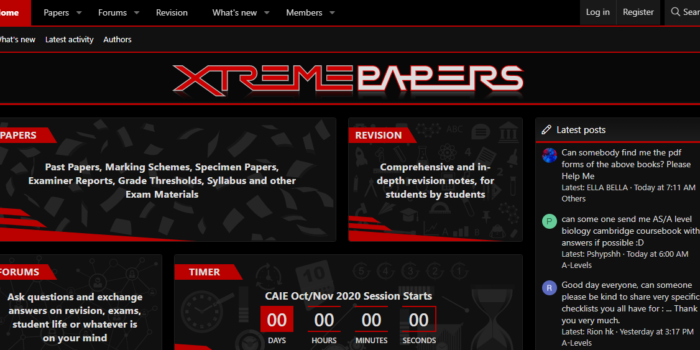 Home Papers Forums Revision What's new Members Log in Register Sear
What's new Latest activity Authors
XTREMEPAPERS
PAPERS
Past Papers, Marking Schemes, Specimen Papers,
Examiner Reports, Grade Thresholds, Syllabus and other
Exam Materials
REVISION
Comprehensive and in-
depth revision notes, for
students by students
FORUMS
Ask questions and exchange
answers on revision, exams,
student life or whatever is
on your mind
TIMER
CAIE Oct/Nov 2020 Session Starts
00 00 00 00
DAYS HOURS MINUTES SECONDS
Latest posts
Can somebody find me the pdf
forms of the above books? Please
Help Me
Latest: ELLA BELLA · Today at 7:11 AM
Others
P
can some one send me AS/A level
biology cambridge coursebook with
answers if possible :D
Latest: Pshypshh · Today at 6:00 AM
A-Levels
R
Good day everyone, can someone
please be kind to share very specific
checklists you all have for : ... Thank
you very much.
Latest: Rion hk · Yesterday at 3:13 PM
A-Levels